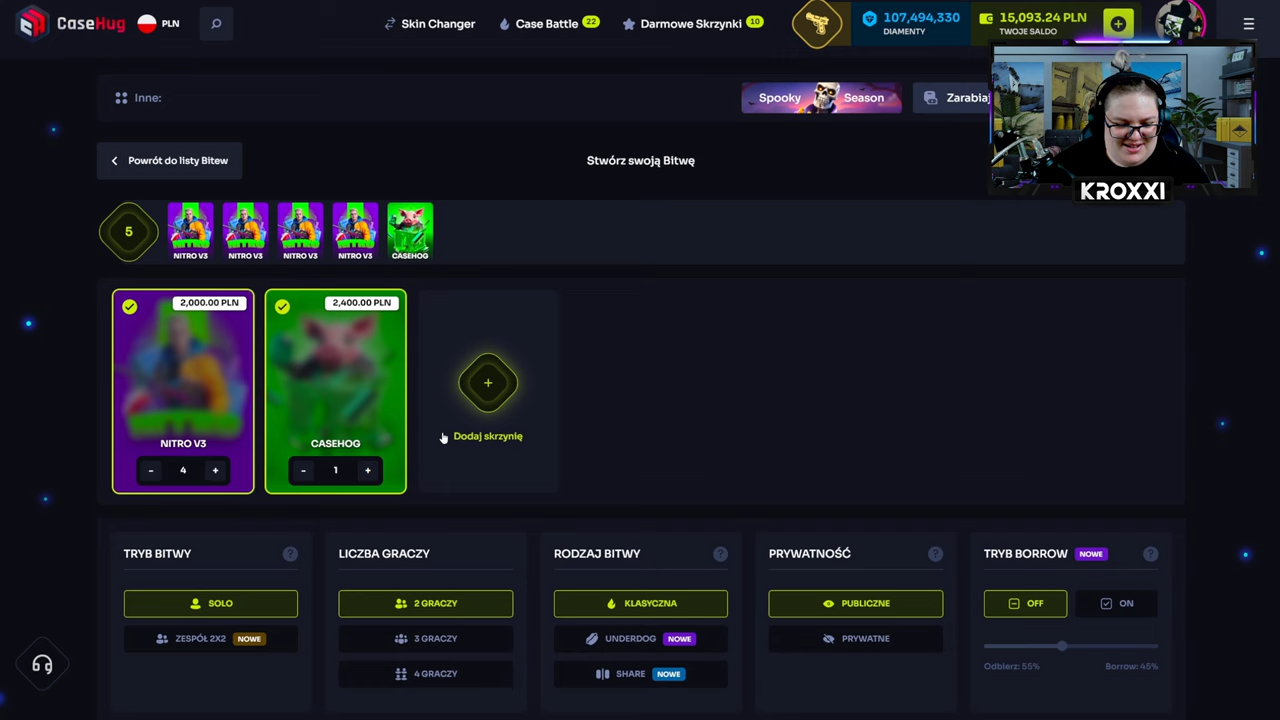 CaseHug
PLN
Skin Changer
Case Battle 22
Darmowe Skrzynki 10
107,494,330
DIAMENTY
15,093.24 PLN
TWOJE SALDO
Inne:
Spooky Season
Zarabiaj
KROXXI
Powrót do listy Bitew
Stwórz swoją Bitwę
5
NITRO V3
NITRO V3
NITRO V3
NITRO V3
CASEHOG
2,000.00 PLN
2,400.00 PLN
NITRO V3
CASEHOG
- 4 +
- 1 +
+
Dodaj skrzynię
TRYB BITWY ?
SOLO
ZESPÓŁ 2X2 NOWE
LICZBA GRACZY
2 GRACZY
3 GRACZY
4 GRACZY
RODZAJ BITWY ?
KLASYCZNA
UNDERDOG NOWE
SHARE NOWE
PRYWATNOŚĆ ?
PUBLICZNE
PRYWATNE
TRYB BORROW NOWE ?
OFF
ON
Odbierz: 55%
Borrow: 45%